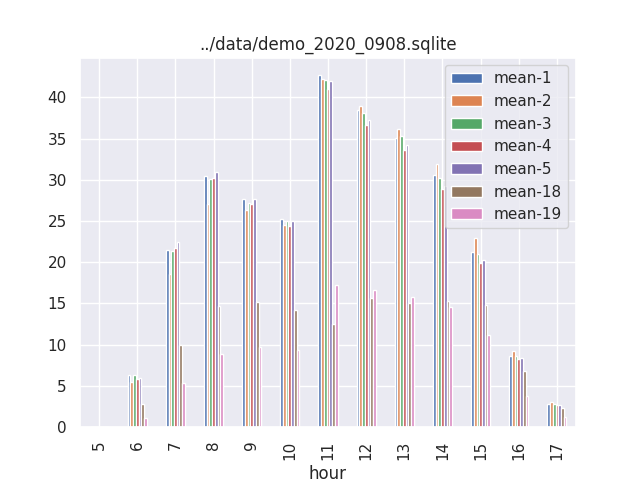 ../data/demo_2020_0908.sqlite
mean-1
mean-2
mean-3
mean-4
mean-5
mean-18
mean-19
40
35
30
25
20
15
10
5
0
5 6 7 8 9 10 11 12 13 14 15 16 17
hour